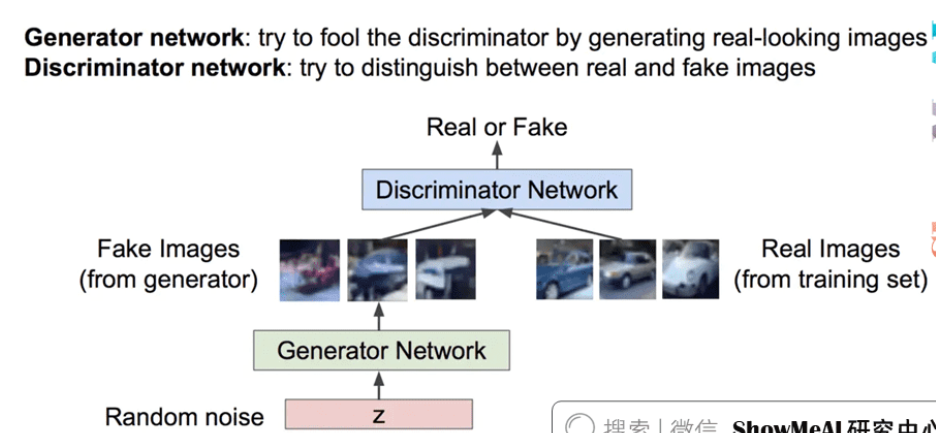 Generator network: try to fool the discriminator by generating real-looking images
Discriminator network: try to distinguish between real and fake images
Real or Fake
Discriminator Network
Fake Images
(from generator)
Real Images
(from training set)
Generator Network
Random noise
z
搜索 | 微信 ShowMeAI研究中心